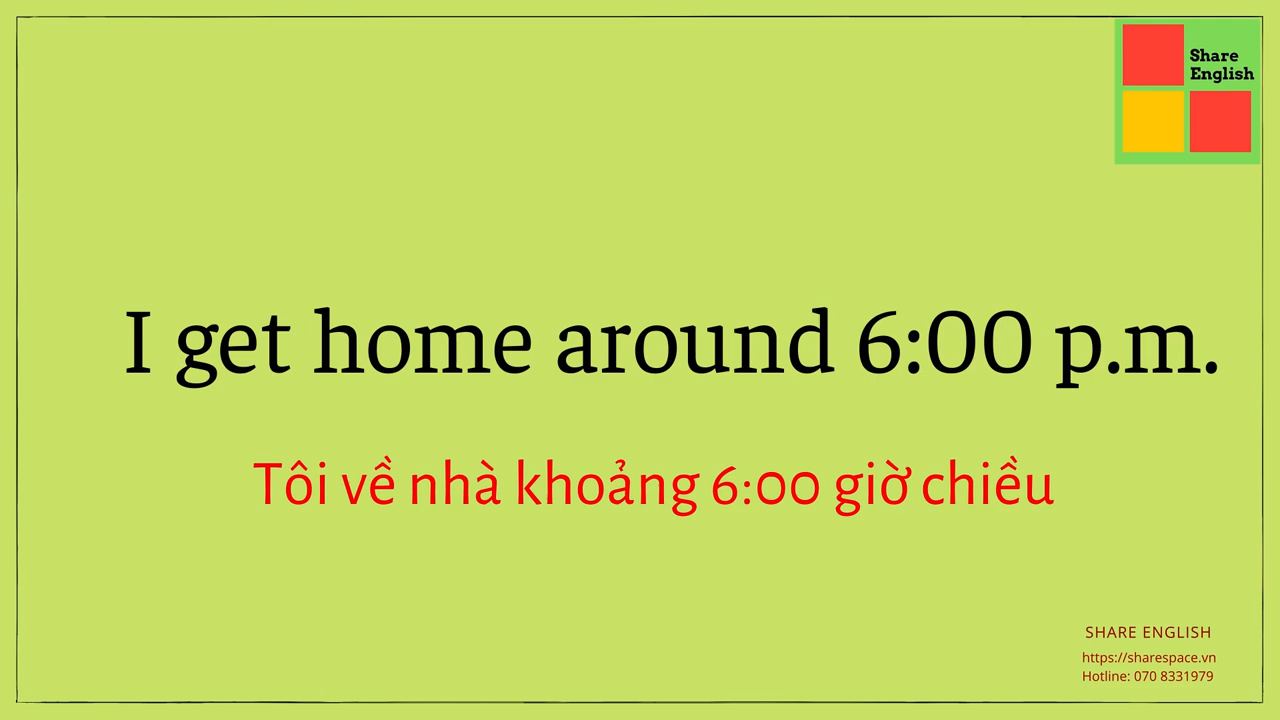 Share
English
I get home around 6:00 p.m.
Tôi về nhà khoảng 6:00 giờ chiều
SHARE ENGLISH
https://sharespace.vn
Hotline: 070 8331979